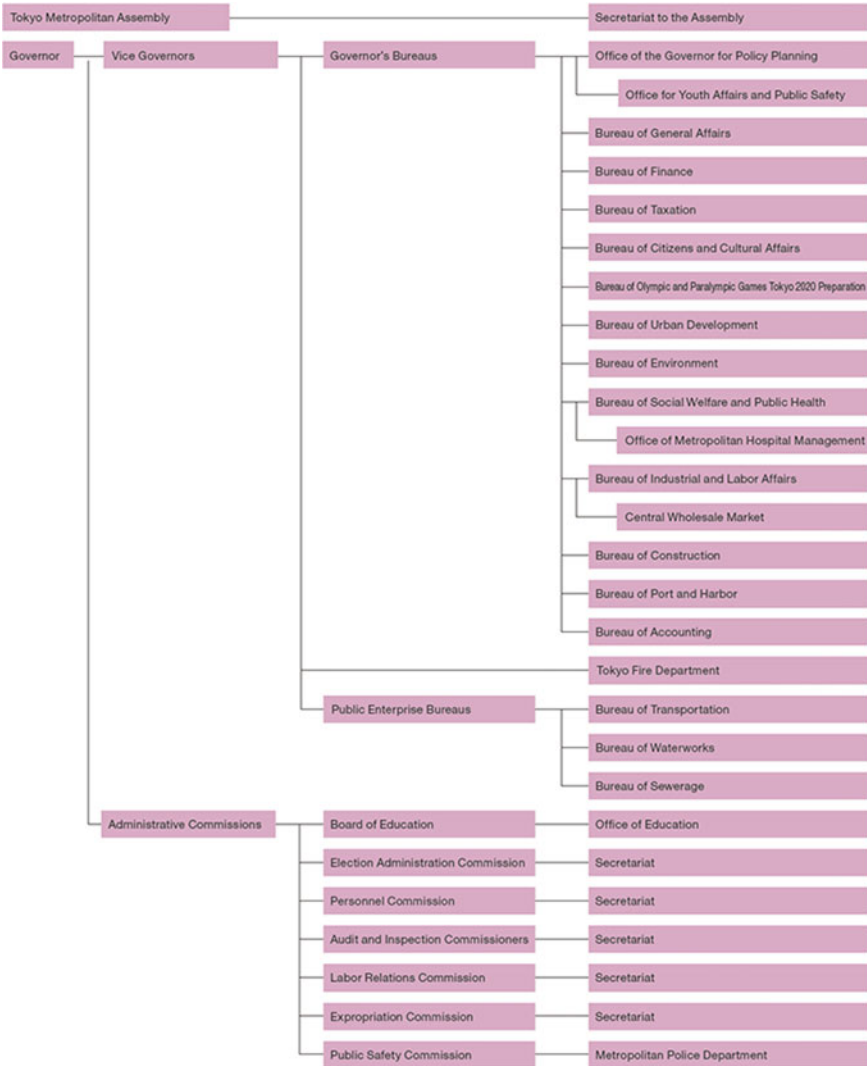 Tokyo Metropolitan Assembly
Secretariat to the Assembly
Governor
Vice Governors
Governor's Bureaus
Office of the Governor for Policy Planning
Office for Youth Affairs and Public Safety
Bureau of General Affairs
Bureau of Finance
Bureau of Taxation
Bureau of Citizens and Cultural Affairs
Bureau of Olympic and Paralympic Games Tokyo 2020 Preparation
Bureau of Urban Development
Bureau of Environment
Bureau of Social Welfare and Public Health
Office of Metropolitan Hospital Management
Bureau of Industrial and Labor Affairs
Central Wholesale Market
Bureau of Construction
Bureau of Port and Harbor
Bureau of Accounting
Tokyo Fire Department
Public Enterprise Bureaus
Bureau of Transportation
Bureau of Waterworks
Bureau of Sewerage
Administrative Commissions
Board of Education
Office of Education
Election Administration Commission
Secretariat
Personnel Commission
Secretariat
Audit and Inspection Commissioners
Secretariat
Labor Relations Commission
Secretariat
Expropriation Commission
Secretariat
Public Safety Commission
Metropolitan Police Department